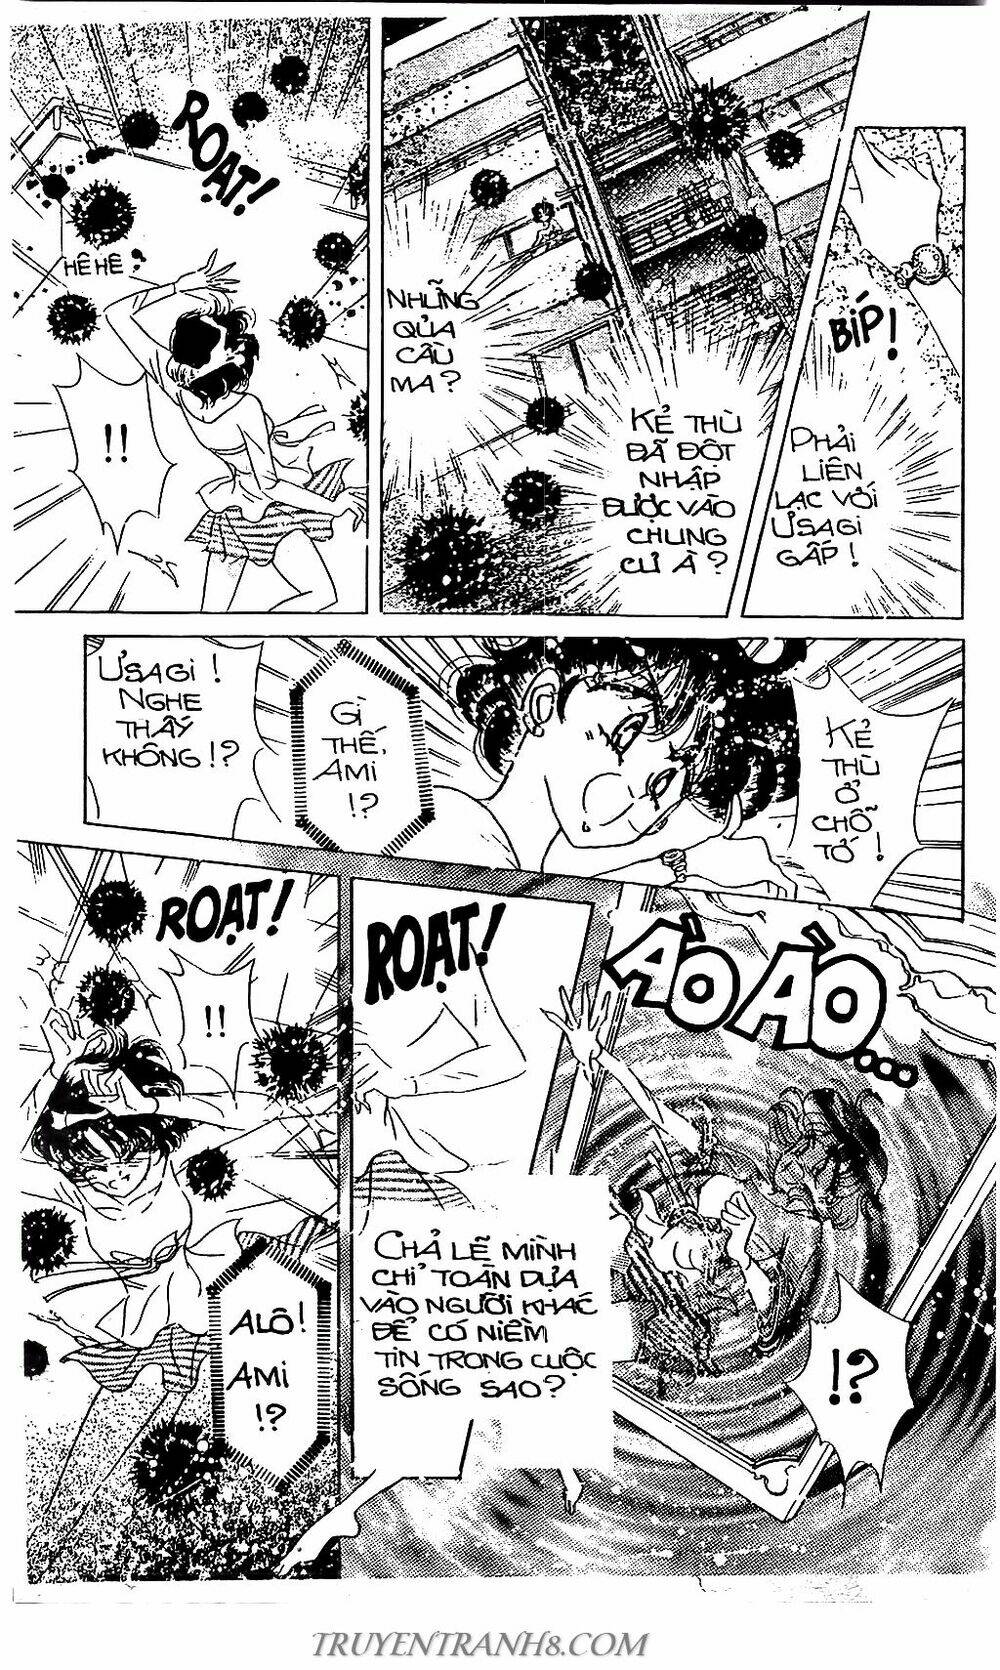 ROẠT!
HÊ HÊ
!!
NHỮNG
QỦA
CẦU
MA?
KẺ THÙ
ĐÃ ĐỘT
NHẬP
ĐƯỢC VÀO
CHUNG
CƯ À?
BÍP!
PHẢI
LIÊN
LẠC VỚI
USAGI
GẤP!
USAGI!
NGHE
THẤY
KHÔNG!?
GÌ
THẾ,
AMI
!?
KẺ
THÙ
Ở
CHỖ
TỚ!
ROẠT!
!!
ALÔ!
AMI
!?
ROẠT!
CHẢ LẼ MÌNH
CHỈ TOÀN DỰA
VÀO NGƯỜI KHÁC
ĐỂ CÓ NIỀM
TIN TRONG CUỘC
SỐNG SAO?
ÀO ÀO...
!?
TRUYENTRANH8.COM